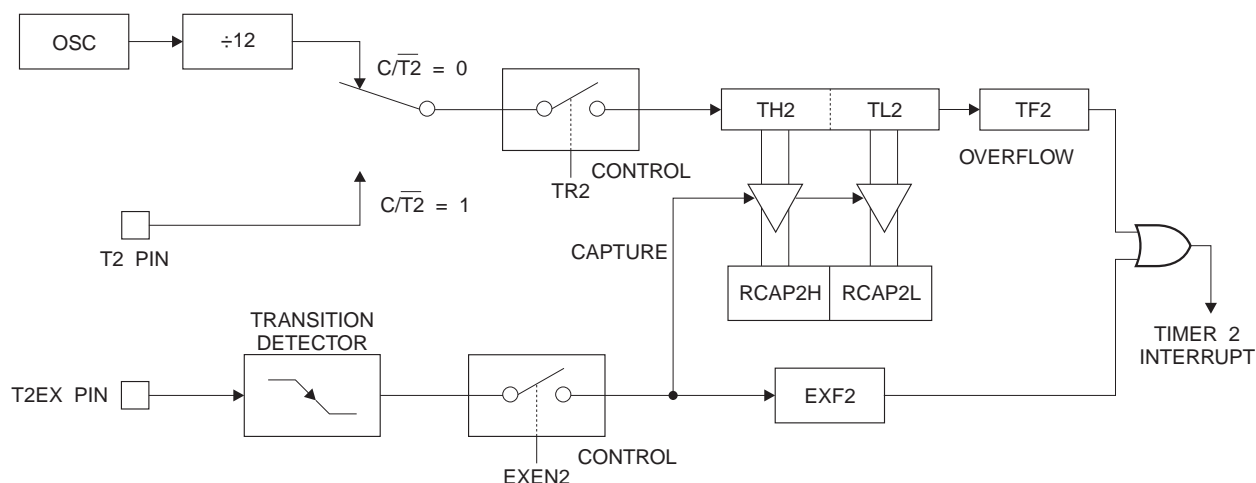 OSC
÷12
C/T2̅ = 0
TH2
TL2
TF2
OVERFLOW
CONTROL
TR2
C/T2̅ = 1
T2 PIN
CAPTURE
RCAP2H
RCAP2L
TRANSITION
DETECTOR
TIMER 2
INTERRUPT
T2EX PIN
EXF2
CONTROL
EXEN2